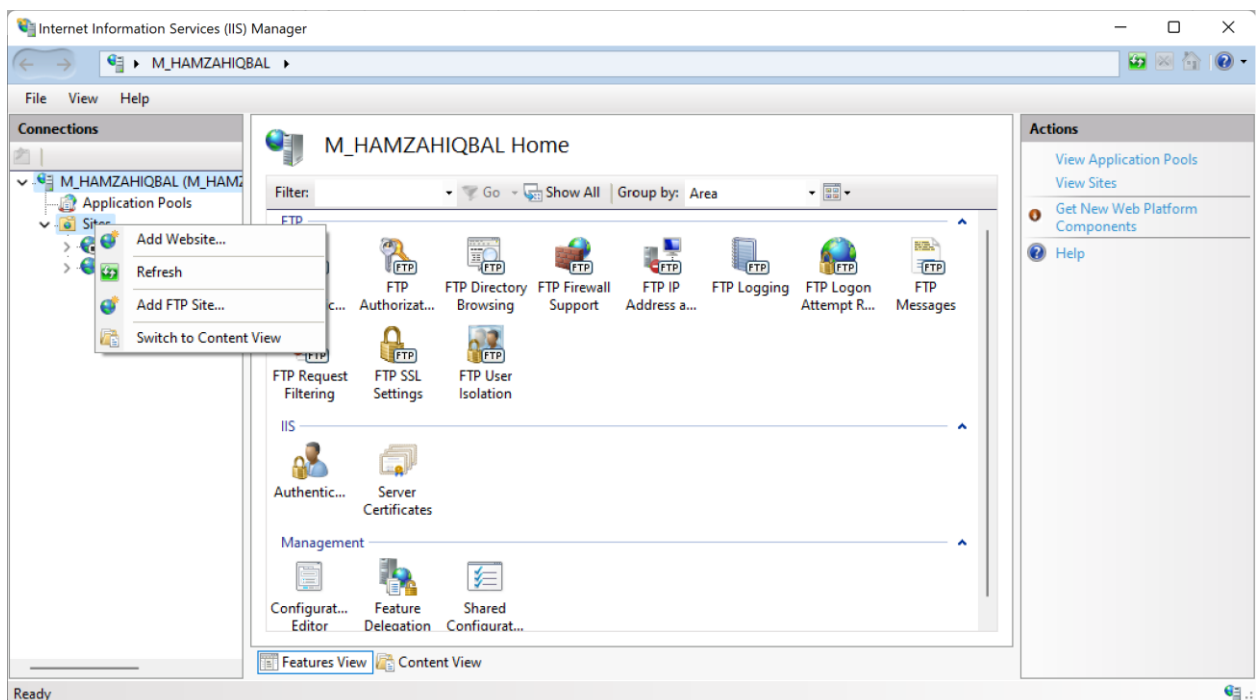 Internet Information Services (IIS) Manager
M_HAMZAHIQBAL
File View Help
Connections
M_HAMZAHIQBAL (M_HAMZ
Application Pools
Sites
Add Website...
Refresh
Add FTP Site...
Switch to Content View
M_HAMZAHIQBAL Home
Filter: Go Show All Group by: Area
FTP
FTP Authorizat...
FTP Directory Browsing
FTP Firewall Support
FTP IP Address a...
FTP Logging
FTP Logon Attempt R...
FTP Messages
FTP Request Filtering
FTP SSL Settings
FTP User Isolation
IIS
Authentic...
Server Certificates
Management
Configurat... Editor
Feature Delegation
Shared Configurat...
Features View Content View
Actions
View Application Pools
View Sites
Get New Web Platform
Components
Help
Ready